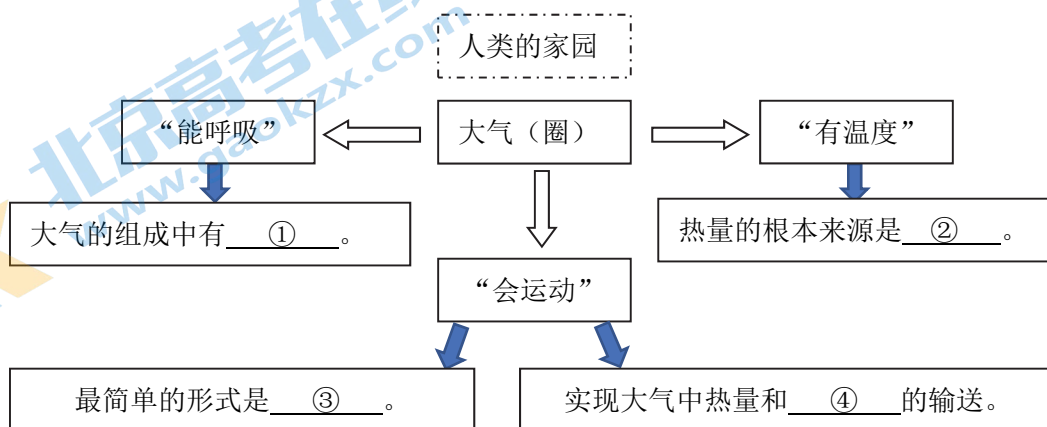 人类的家园
“能呼吸”
大气（圈）
“有温度”
大气的组成中有 ① 。
热量的根本来源是 ② 。
“会运动”
最简单的形式是 ③ 。
实现大气中热量和 ④ 的输送。
北京高考在线
www.gaokzx.com